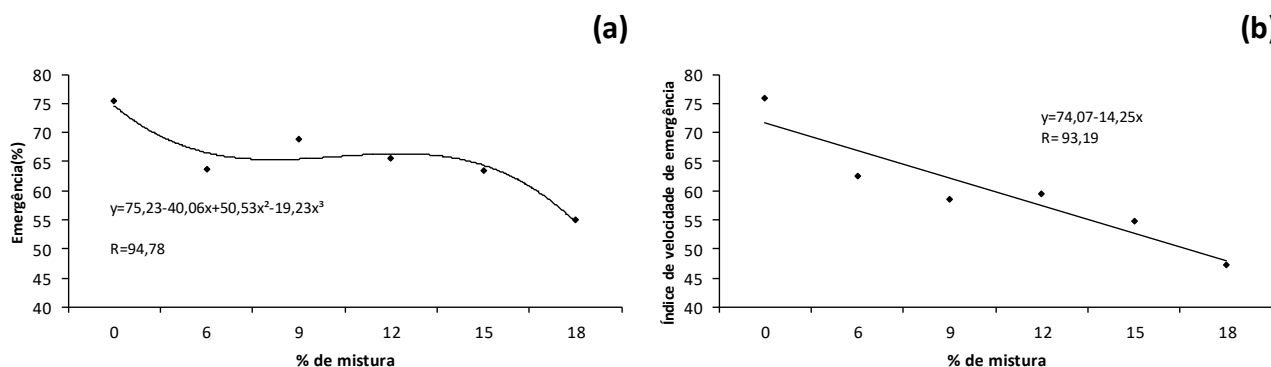 (a)
Emergência(%)
80
75
70
65
60
55
50
45
40
y=75,23-40,06x+50,53x²-19,23x³
R=94,78
0 6 9 12 15 18
% de mistura
(b)
Índice de velocidade de emergência
80
75
70
65
60
55
50
45
40
y=74,07-14,25x
R= 93,19
0 6 9 12 15 18
% de mistura